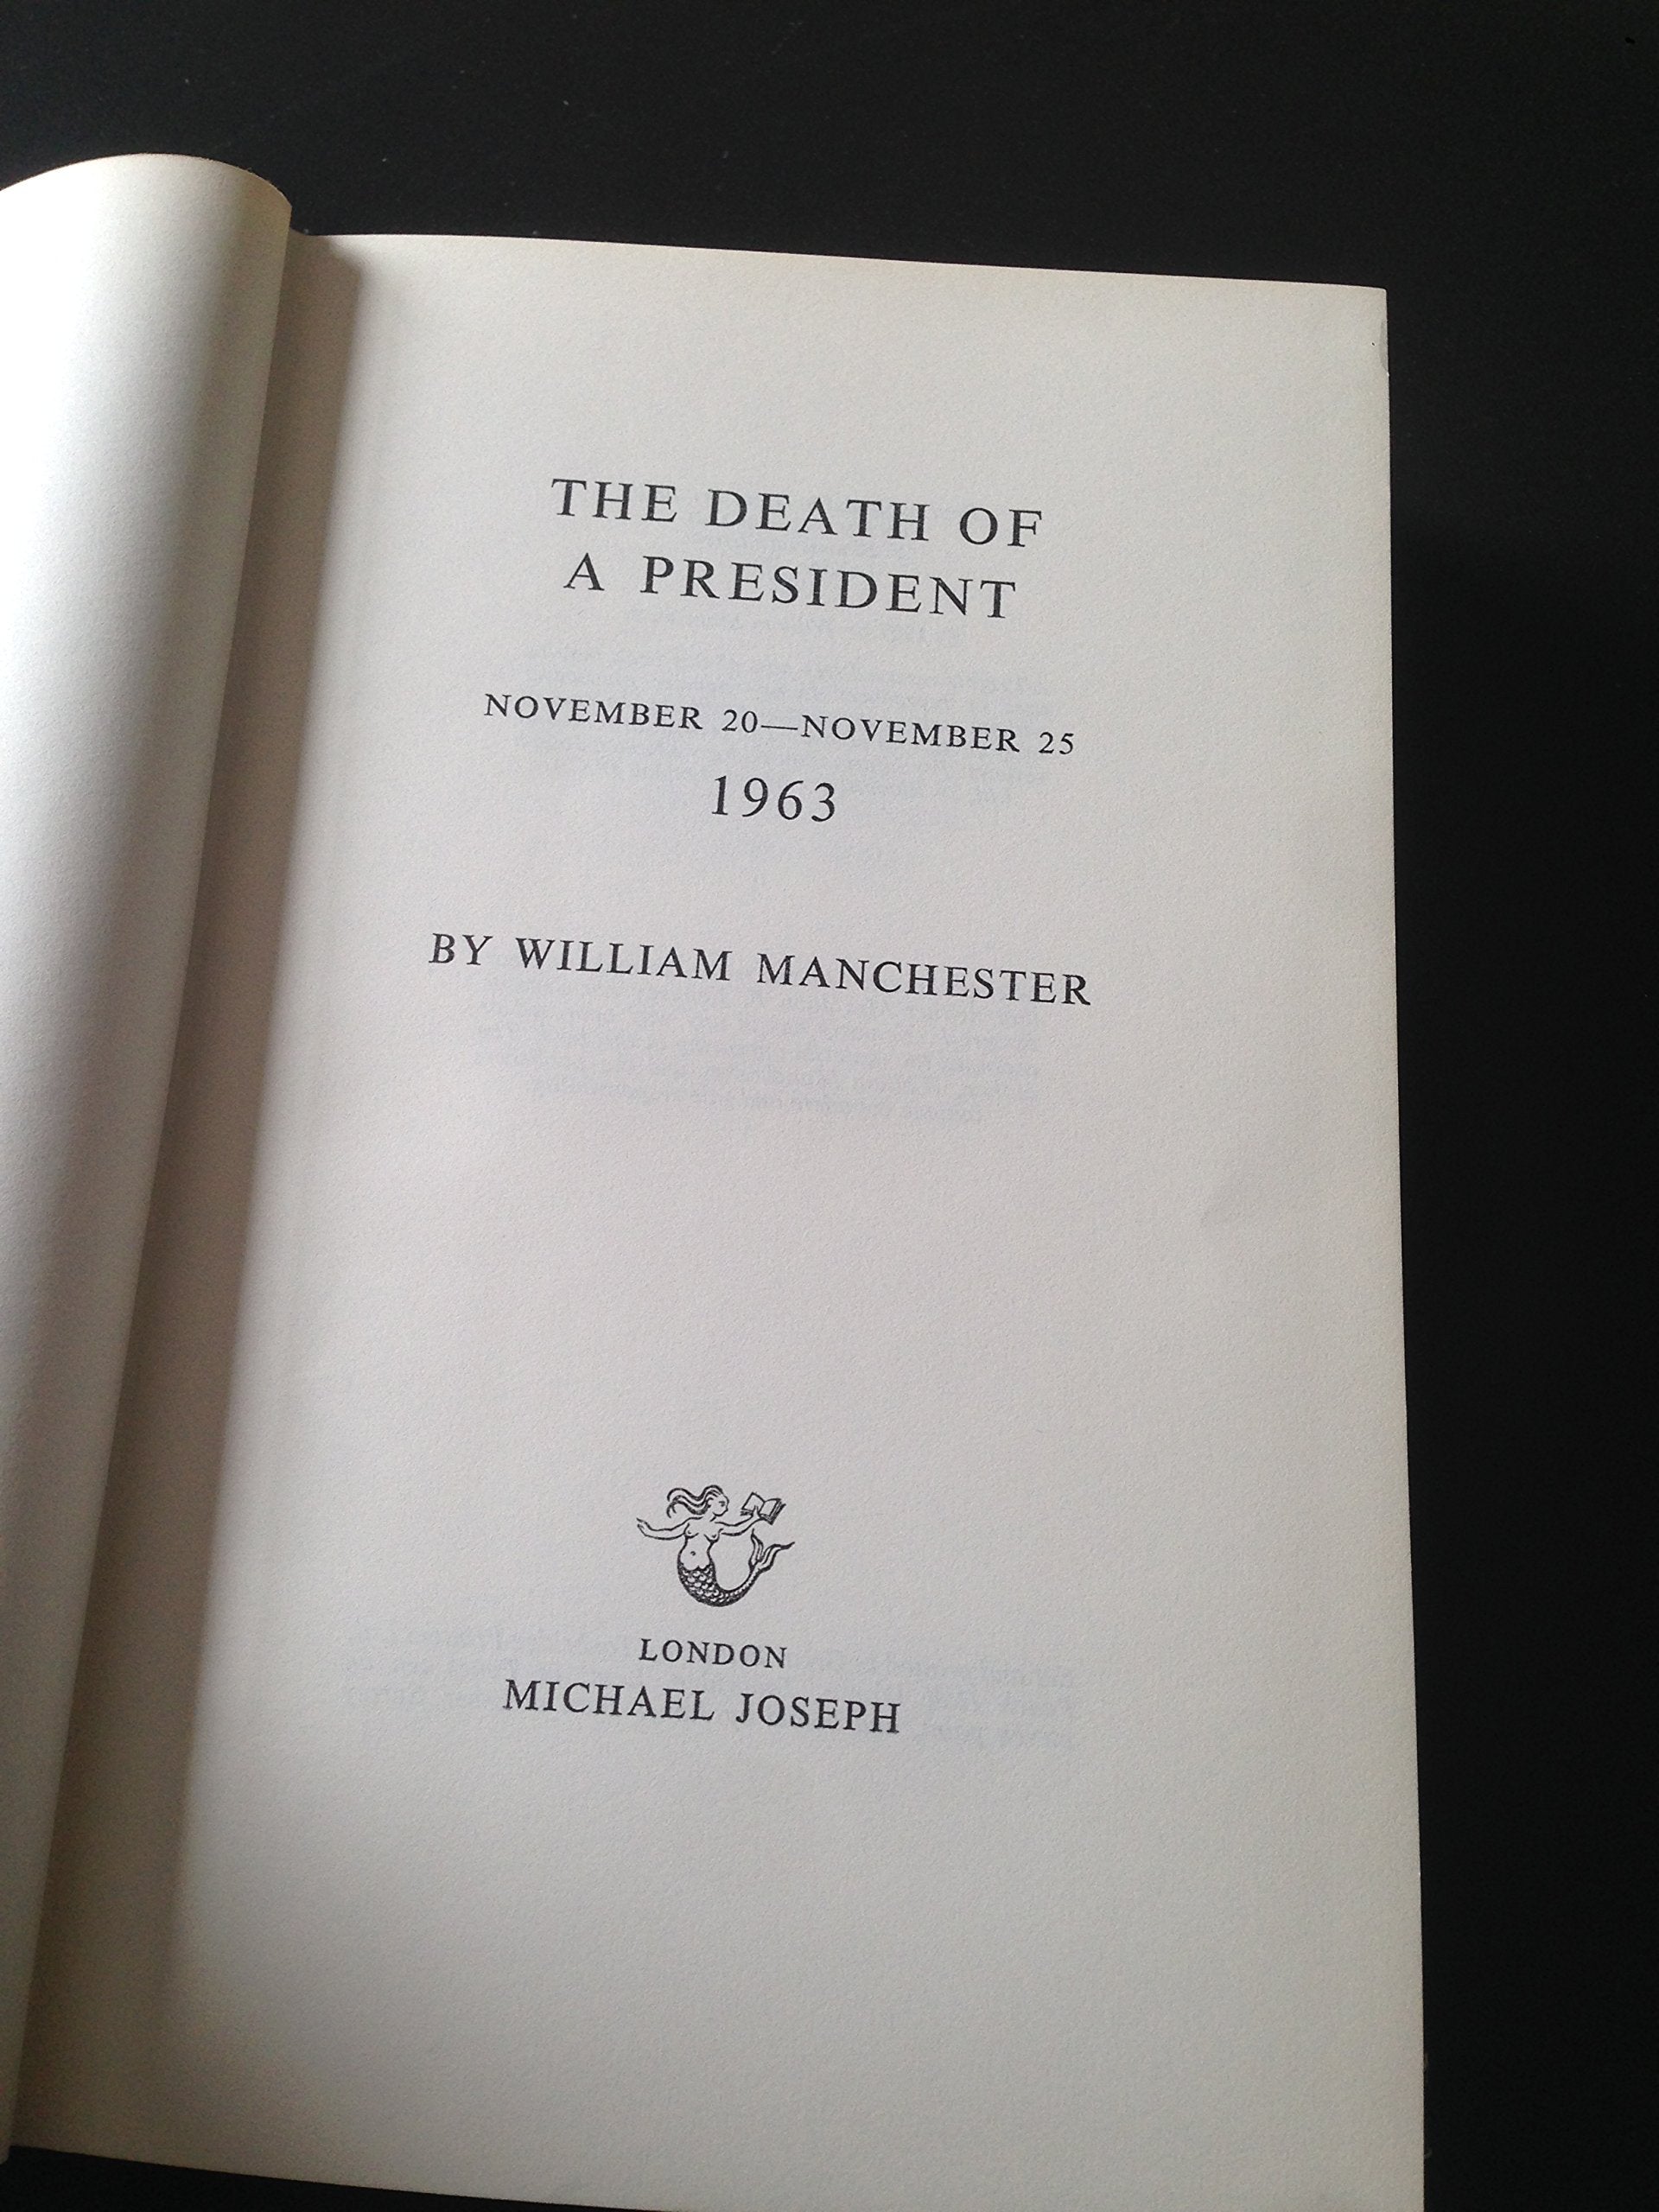 THE DEATH OF
A PRESIDENT
NOVEMBER 20—NOVEMBER 25
1963
BY WILLIAM MANCHESTER
LONDON
MICHAEL JOSEPH